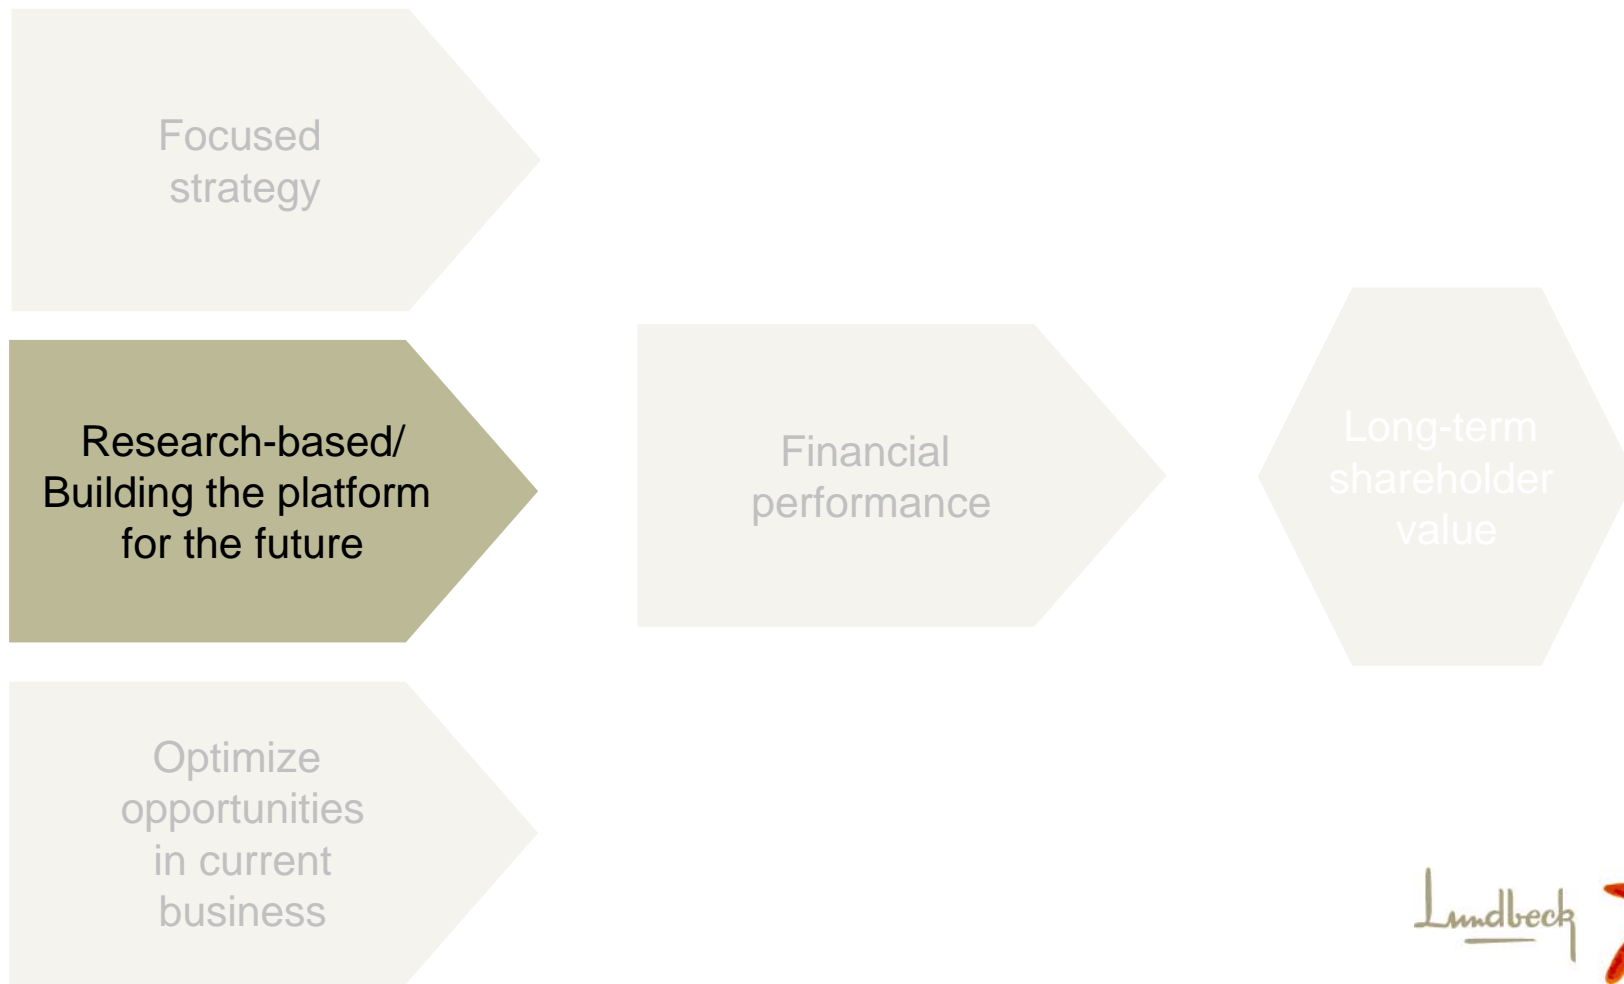 Focused
strategy
Research-based/
Building the platform
for the future
Optimize
opportunities
in current
business
Financial
performance
Long-term
shareholder
value
Lundbeck